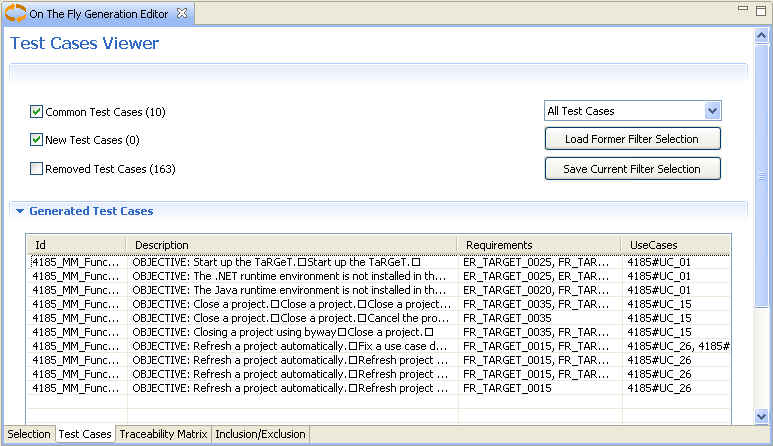 On The Fly Generation Editor
Test Cases Viewer
Common Test Cases (10)
All Test Cases
New Test Cases (0)
Load Former Filter Selection
Removed Test Cases (163)
Save Current Filter Selection
Generated Test Cases
Id Description Requirements UseCases
4185_MM_Func... OBJECTIVE: Start up the TaRGeT.□Start up the TaRGeT.□ ER_TARGET_0025, FR_TAR... 4185#UC_01
4185_MM_Func... OBJECTIVE: The .NET runtime environment is not installed in th... ER_TARGET_0025, FR_TAR... 4185#UC_01
4185_MM_Func... OBJECTIVE: The Java runtime environment is not installed in th... ER_TARGET_0020, FR_TAR... 4185#UC_01
4185_MM_Func... OBJECTIVE: Close a project.□Close a project.□Close a project... FR_TARGET_0035, FR_TAR... 4185#UC_15
4185_MM_Func... OBJECTIVE: Close a project.□Close a project.□Cancel the pro... FR_TARGET_0035 4185#UC_15
4185_MM_Func... OBJECTIVE: Closing a project using byway□Close a project.□ FR_TARGET_0035 4185#UC_15
4185_MM_Func... OBJECTIVE: Refresh a project automatically.□Fix a use case d... FR_TARGET_0015, FR_TAR... 4185#UC_26, 4185#
4185_MM_Func... OBJECTIVE: Refresh a project automatically.□Refresh project ... FR_TARGET_0015, FR_TAR... 4185#UC_26
4185_MM_Func... OBJECTIVE: Refresh a project automatically.□Refresh project ... FR_TARGET_0015, FR_TAR... 4185#UC_26
4185_MM_Func... OBJECTIVE: Refresh a project automatically.□Refresh project ... FR_TARGET_0015 4185#UC_26
Selection Test Cases Traceability Matrix Inclusion/Exclusion